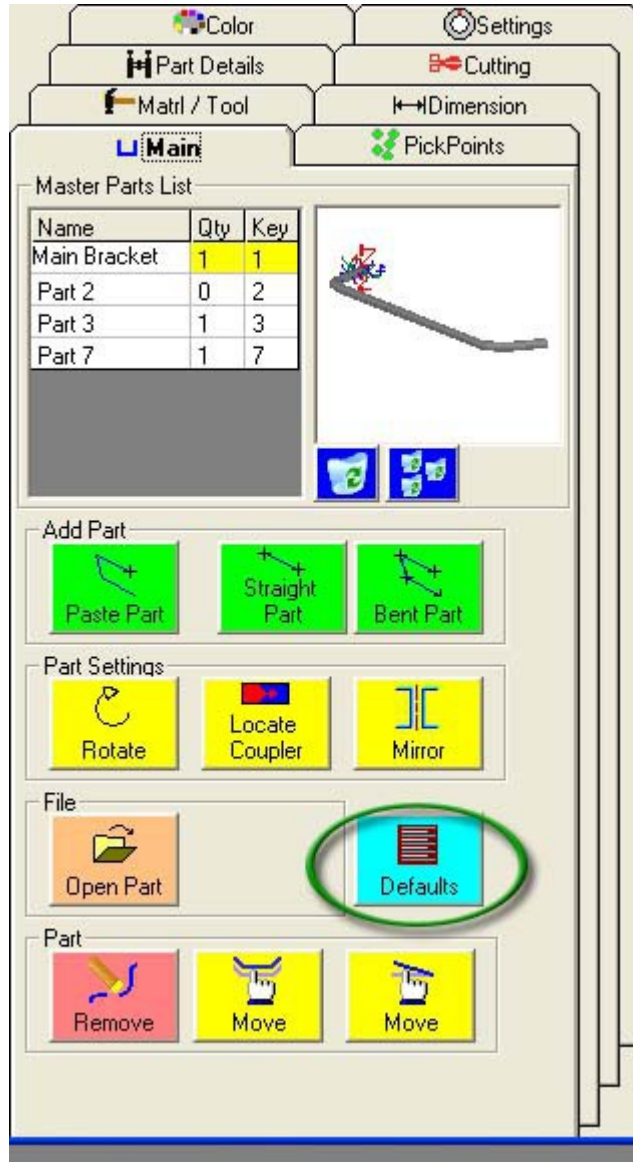 Color
Settings
Part Details
Cutting
Matrl / Tool
Dimension
Main
PickPoints
Master Parts List
Name Qty Key
Main Bracket 1 1
Part 2 0 2
Part 3 1 3
Part 7 1 7
Add Part
Paste Part
Straight
Part
Bent Part
Part Settings
Rotate
Locate
Coupler
Mirror
File
Open Part
Defaults
Part
Remove
Move
Move